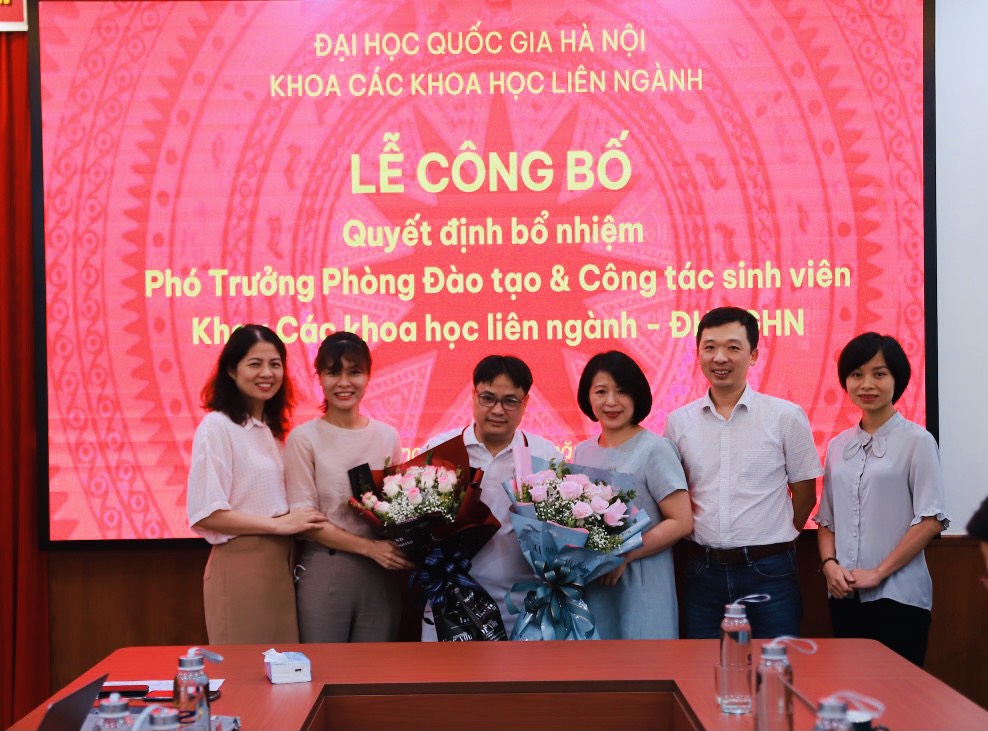 ĐẠI HỌC QUỐC GIA HÀ NỘI
KHOA CÁC KHOA HỌC LIÊN NGÀNH
LỄ CÔNG BỐ
Quyết định bổ nhiệm
Phó Trưởng Phòng Đào tạo & Công tác sinh viên
Các khoa học liên ngành -